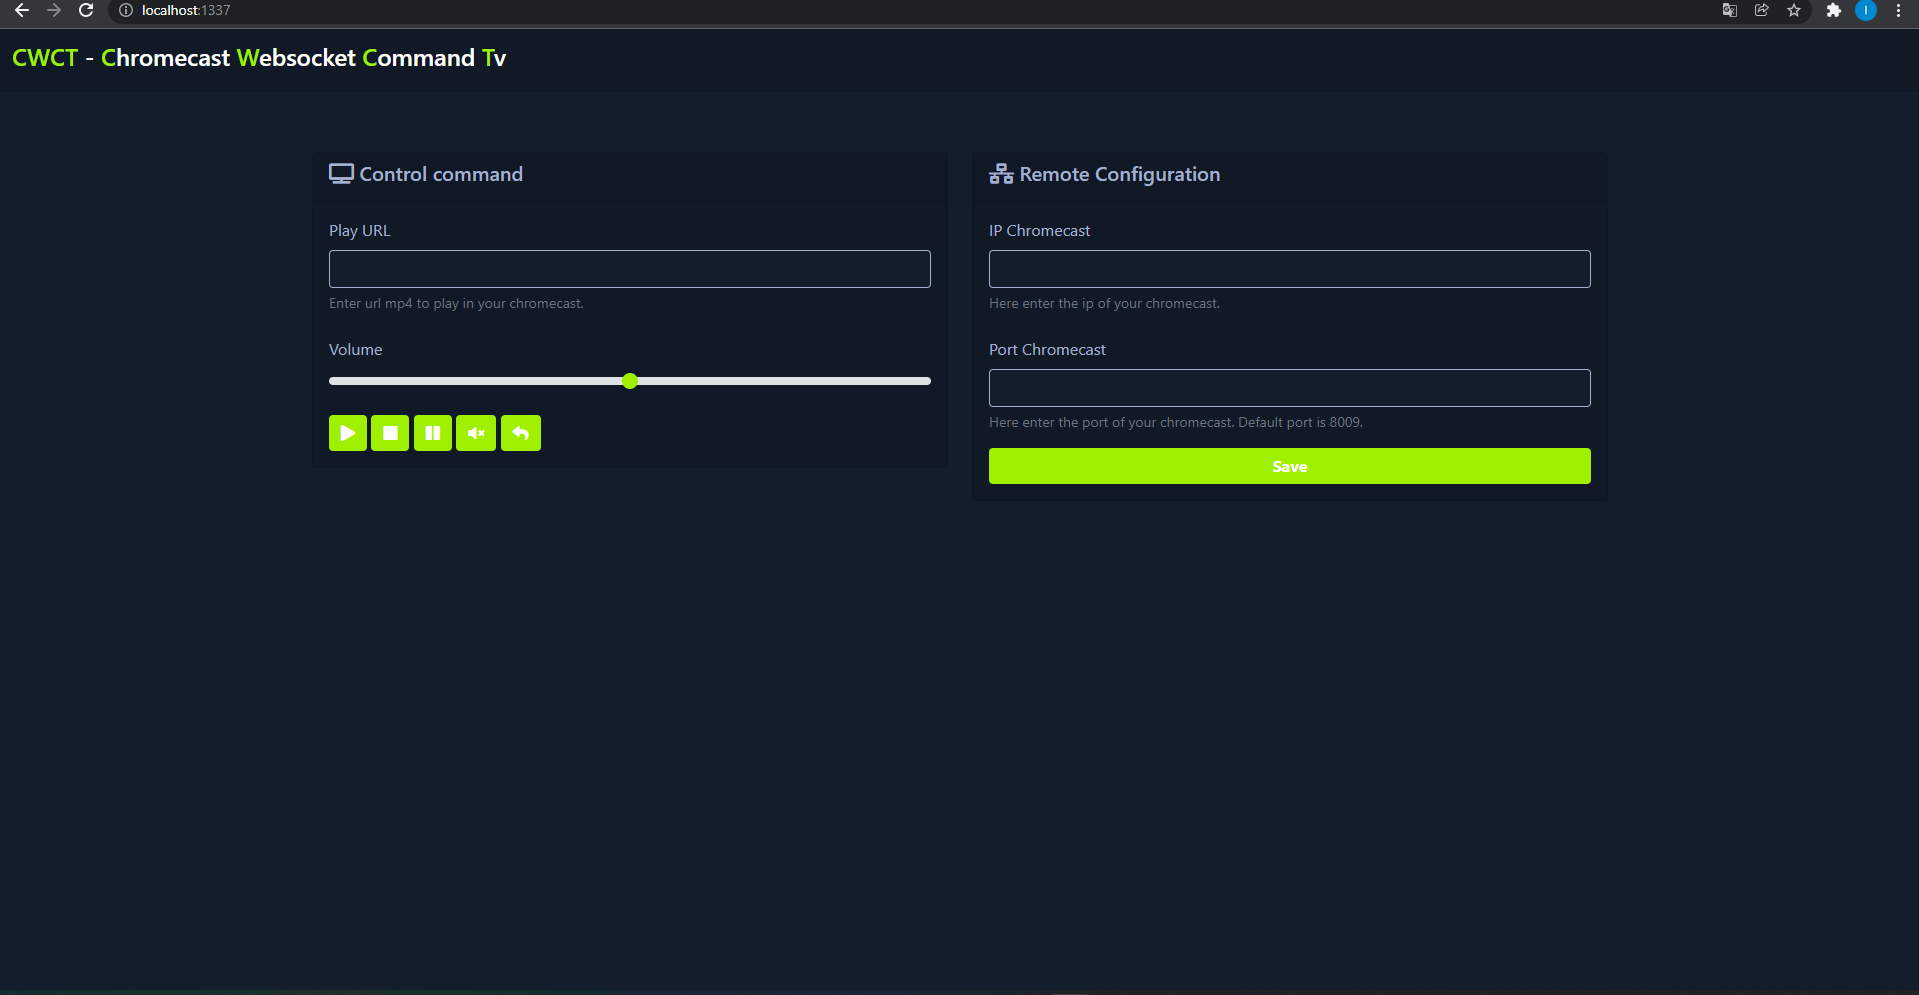 localhost:1337
I
CWCT - Chromecast Websocket Command Tv
Control command
Play URL
Enter url mp4 to play in your chromecast.
Volume
Remote Configuration
IP Chromecast
Here enter the ip of your chromecast.
Port Chromecast
Here enter the port of your chromecast. Default port is 8009.
Save